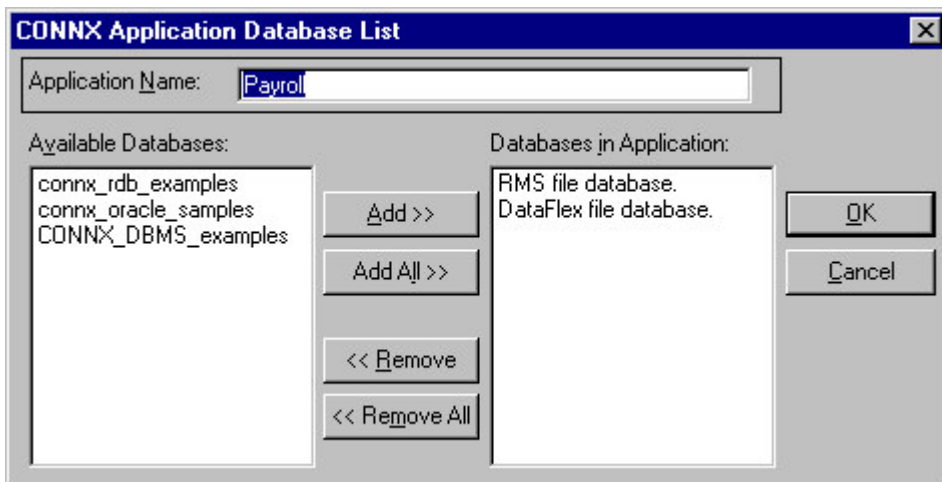 CONNX Application Database List
Application Name: Payroll
Available Databases:
connx_rdb_examples
connx_oracle_samples
CONNX_DBMS_examples
Add >>
Add All >>
<< Remove
<< Remove All
Databases in Application:
RMS file database.
DataFlex file database.
OK
Cancel